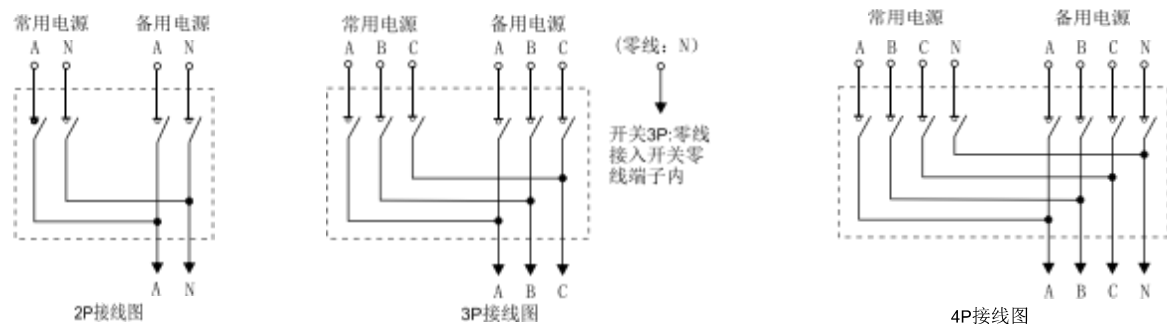 常用电源 备用电源
A N A N
A N
2P接线图
常用电源 备用电源
A B C A B C
A B C
3P接线图
(零线：N)
开关3P:零线
接入开关零
线端子内
常用电源 备用电源
A B C N A B C N
A B C N
4P接线图